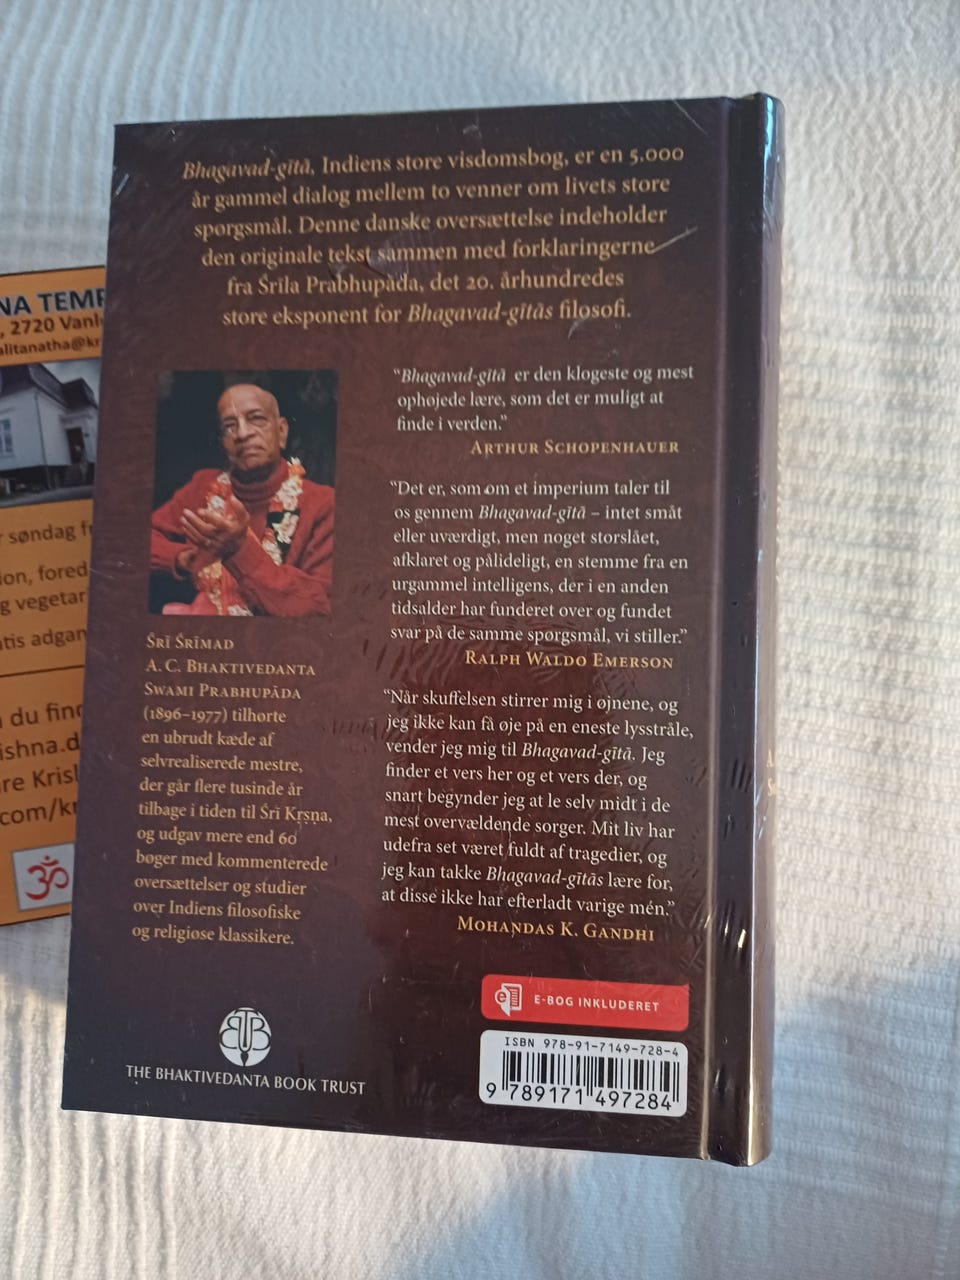 Bhagavad-gītā, Indiens store visdomsbog, er en 5.000
år gammel dialog mellem to venner om livets store
spørgsmål. Denne danske oversættelse indeholder
den originale tekst sammen med forklaringerne
fra Śrīla Prabhupāda, det 20. århundredes
store eksponent for Bhagavad-gītās filosofi.
"Bhagavad-gītā er den klogeste og mest
ophøjede lære, som det er muligt at
finde i verden."
Arthur Schopenhauer
"Det er, som om et imperium taler til
os gennem Bhagavad-gītā – intet småt
eller uværdigt, men noget storslået,
afklaret og pålideligt, en stemme fra en
urgammel intelligens, der i en anden
tidsalder har funderet over og fundet
svar på de samme spørgsmål, vi stiller."
Ralph Waldo Emerson
"Når skuffelsen stirrer mig i øjnene, og
jeg ikke kan få øje på en eneste lysstråle,
vender jeg mig til Bhagavad-gītā. Jeg
finder et vers her og et vers der, og
snart begynder jeg at le selv midt i de
mest overvældende sorger. Mit liv har
udefra set været fuldt af tragedier, og
jeg kan takke Bhagavad-gītās lære for,
at disse ikke har efterladt varige mén."
Mohandas K. Gandhi
Śrī Śrīmad
A. C. Bhaktivedanta
Swami Prabhupāda
(1896–1977) tilhørte
en ubrudt kæde af
selvrealiserede mestre,
der går flere tusinde år
tilbage i tiden til Śrī Kṛṣṇa,
og udgav mere end 60
bøger med kommenterede
oversættelser og studier
over Indiens filosofiske
og religiøse klassikere.
THE BHAKTIVEDANTA BOOK TRUST
E-BOG INKLUDERET
ISBN 978-91-7149-728-4
9 789171 497284
NA TEMP
, 2720 Vanl
alitanatha@kr
r søndag f
ion, fored
g vegetar
tis adgan
du find
ishna.d
re Krish
com/kr
ॐ